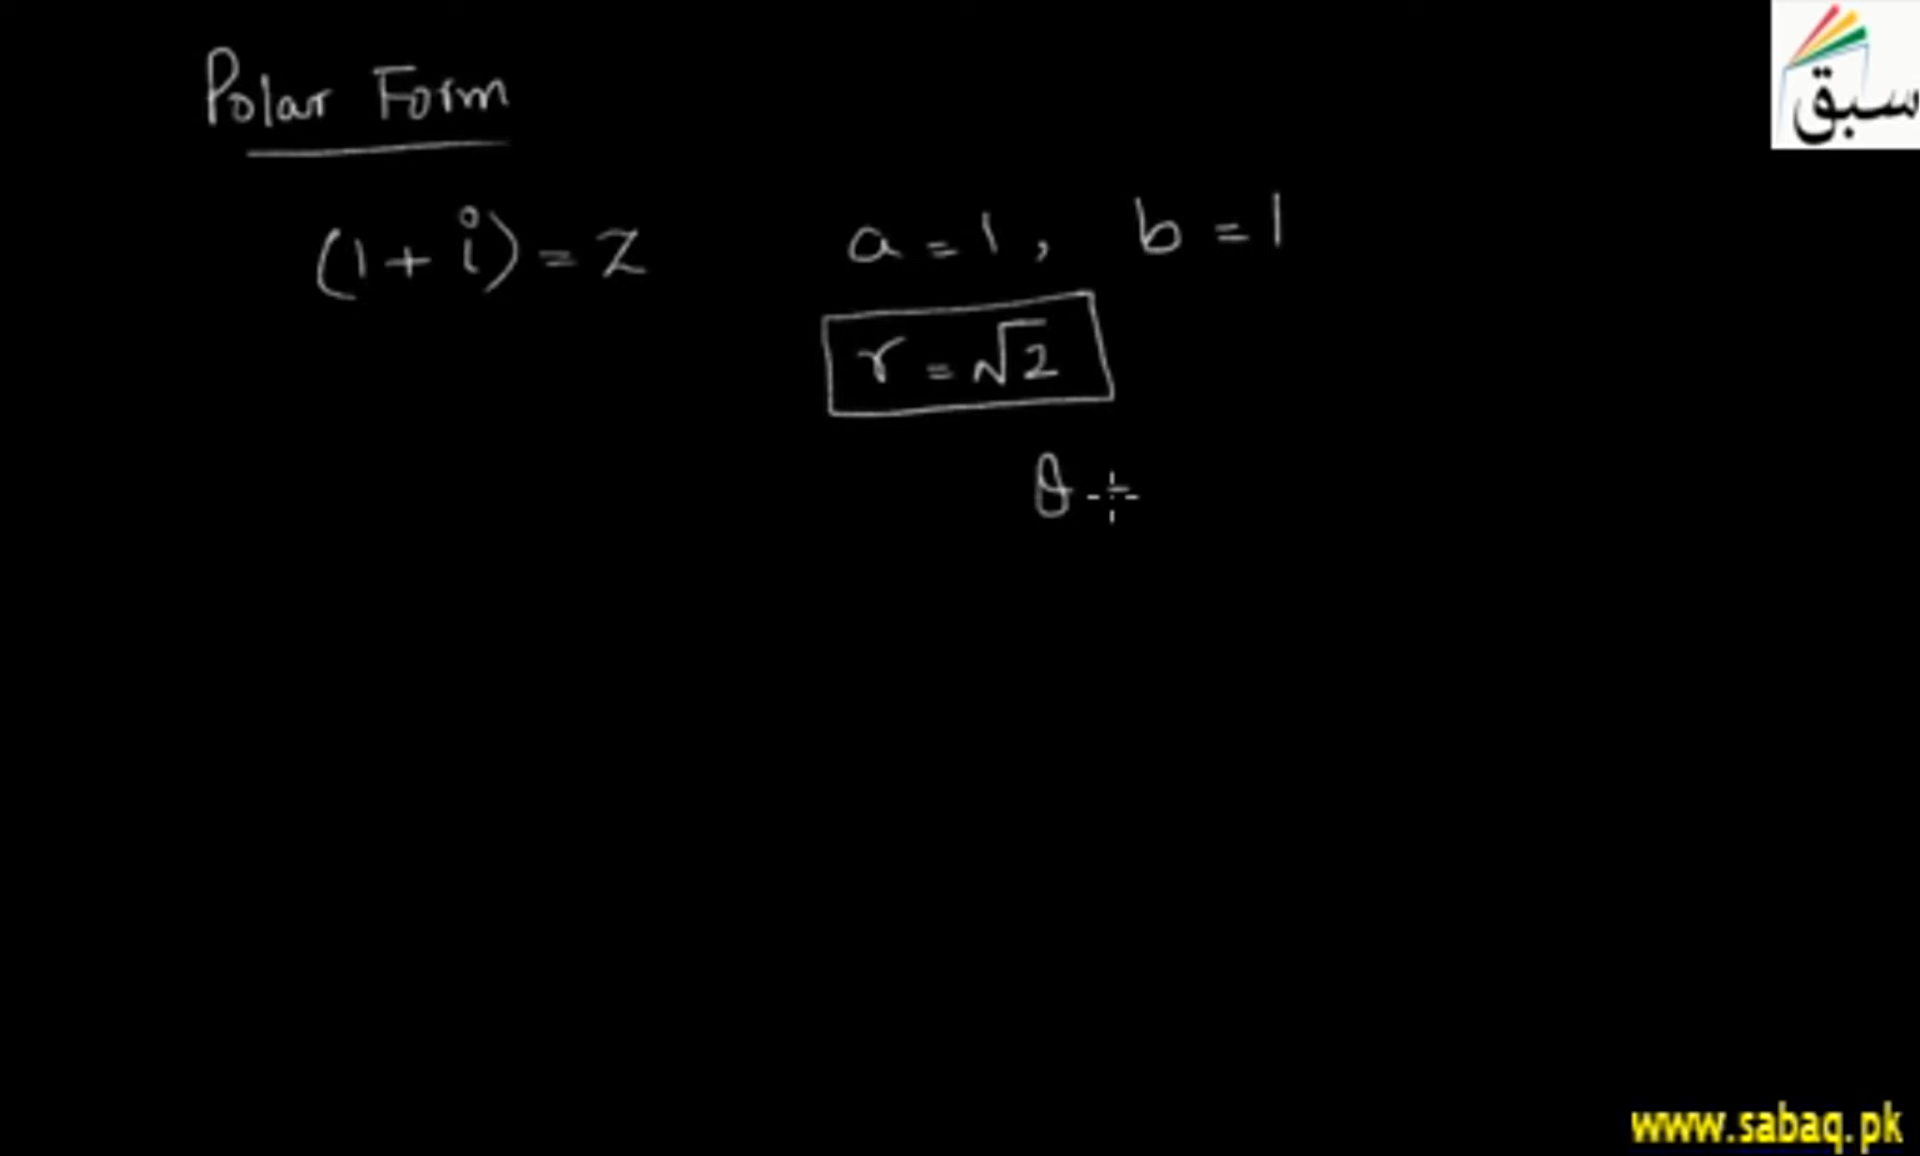 Polar Form
سبق
(1 + i) = z
a = 1, b = 1
r = √2
θ =
www.sabaq.pk